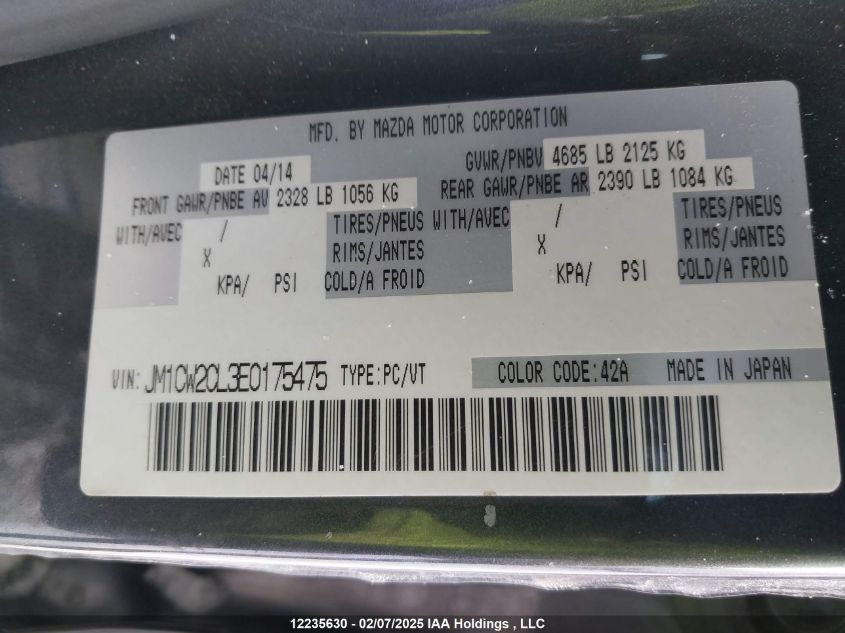 MFD. BY MAZDA MOTOR CORPORATION
DATE 04/14 GVWR/PNBV 4685 LB 2125 KG
FRONT GAWR/PNBE AV 2328 LB 1056 KG REAR GAWR/PNBE AR 2390 LB 1084 KG
WITH/AVEC / TIRES/PNEUS WITH/AVEC / TIRES/PNEUS
X RIMS/JANTES X RIMS/JANTES
KPA/ PSI COLD/A FROID KPA/ PSI COLD/A FROID
VIN: JM1CW2CL3E0175475 TYPE:PC/VT COLOR CODE:42A MADE IN JAPAN
12235630 - 02/07/2025 IAA Holdings , LLC